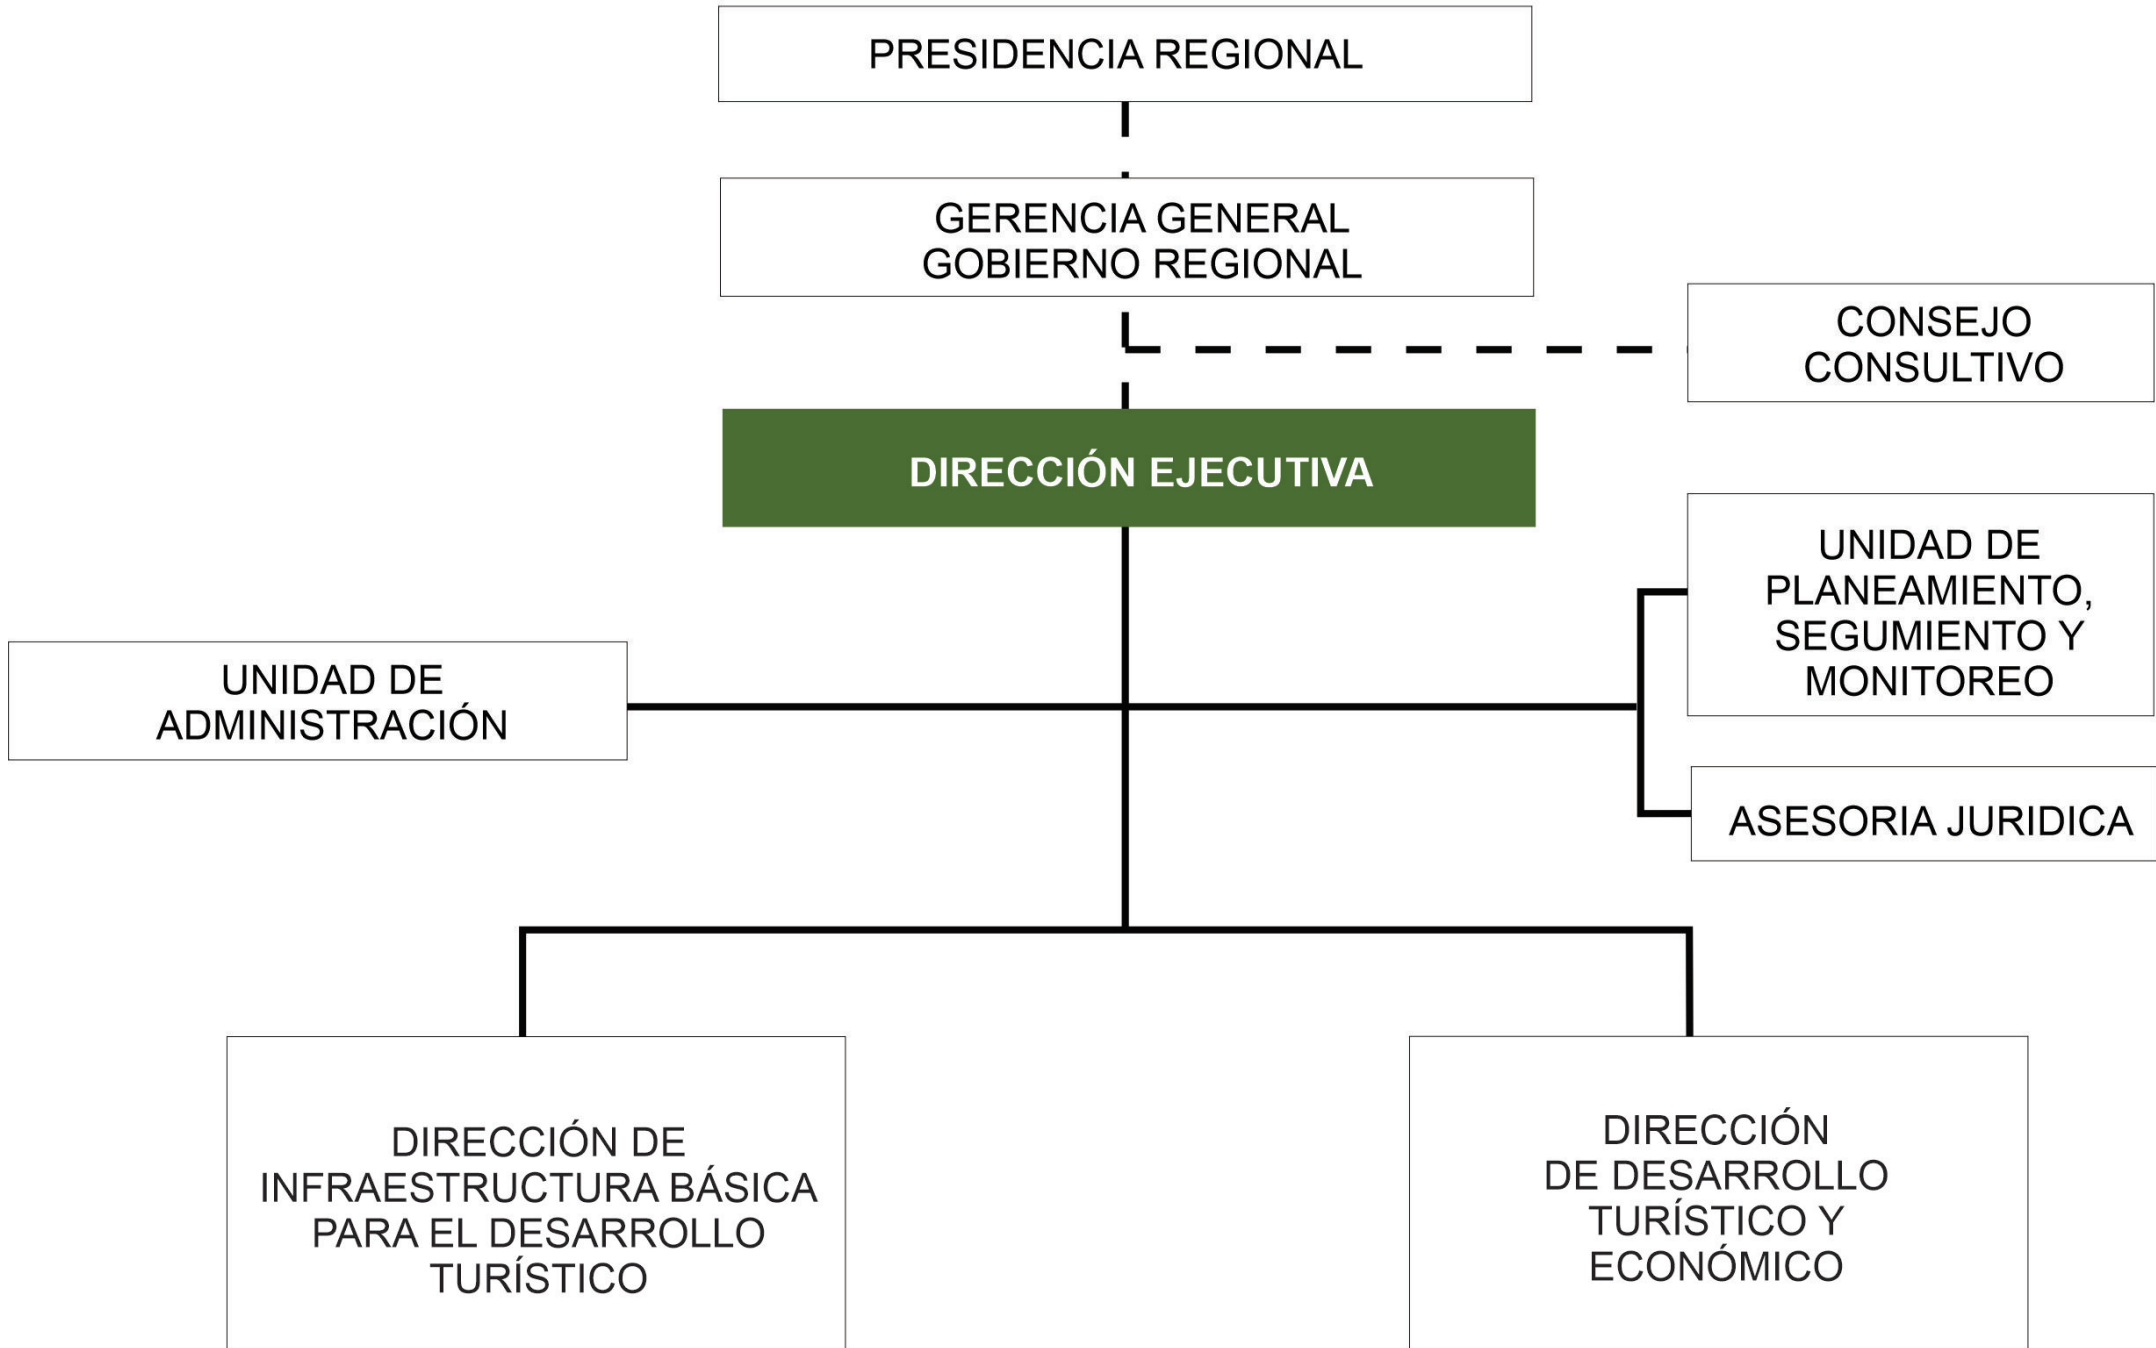 PRESIDENCIA REGIONAL
GERENCIA GENERAL
GOBIERNO REGIONAL
CONSEJO
CONSULTIVO
DIRECCIÓN EJECUTIVA
UNIDAD DE
PLANEAMIENTO,
SEGUMIENTO Y
MONITOREO
UNIDAD DE
ADMINISTRACIÓN
ASESORIA JURIDICA
DIRECCIÓN DE
INFRAESTRUCTURA BÁSICA
PARA EL DESARROLLO
TURÍSTICO
DIRECCIÓN
DE DESARROLLO
TURÍSTICO Y
ECONÓMICO